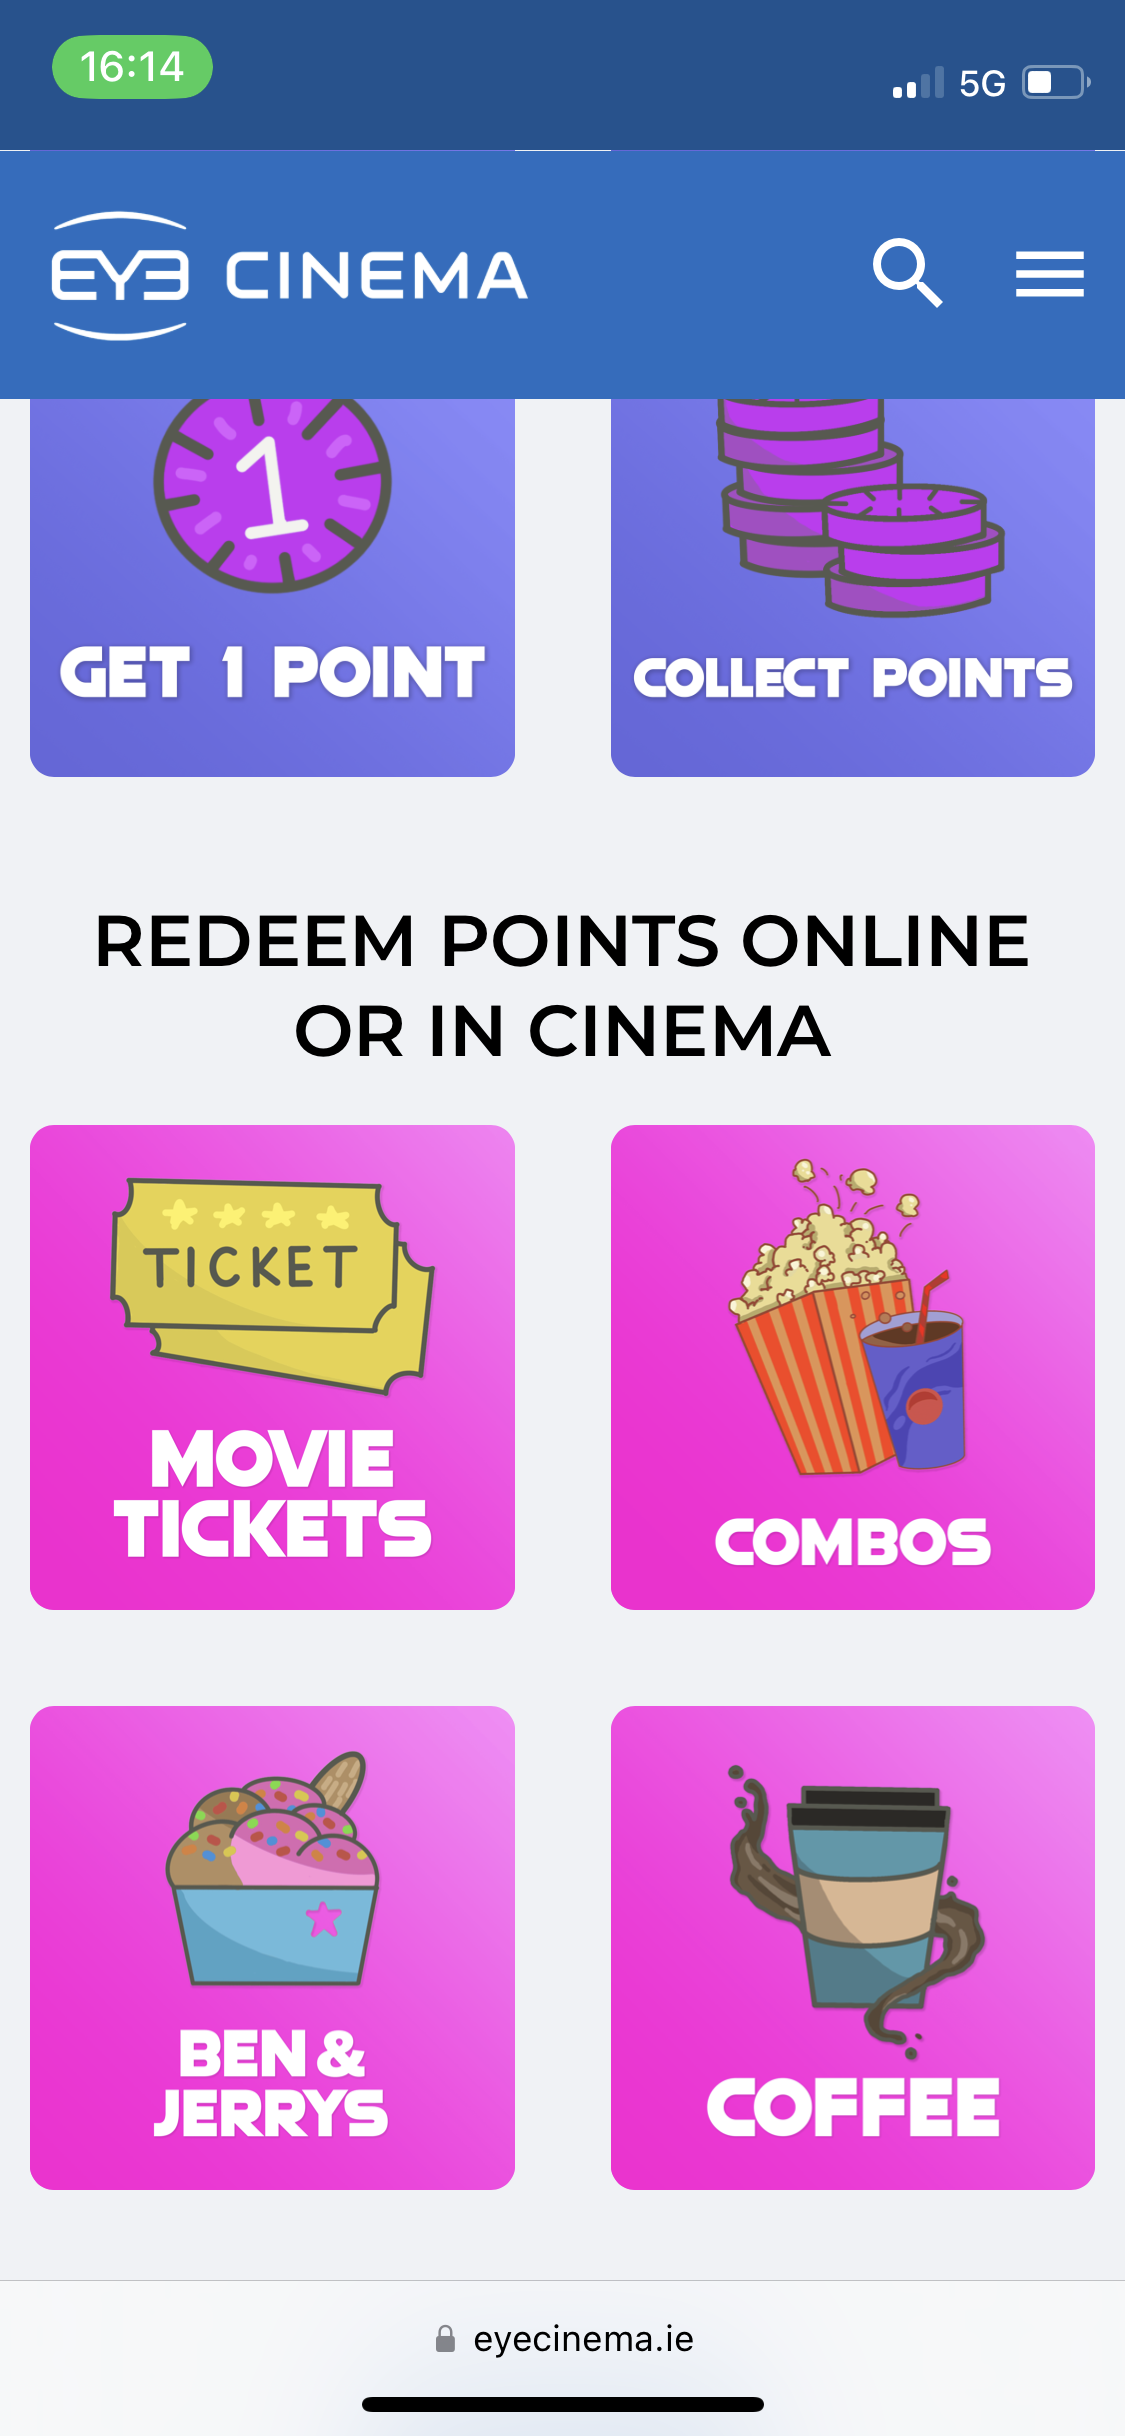 16:14
5G
EYE CINEMA
1
GET 1 POINT
COLLECT POINTS
REDEEM POINTS ONLINE
OR IN CINEMA
TICKET
MOVIE
TICKETS
COMBOS
BEN &
JERRYS
COFFEE
eyecinema.ie